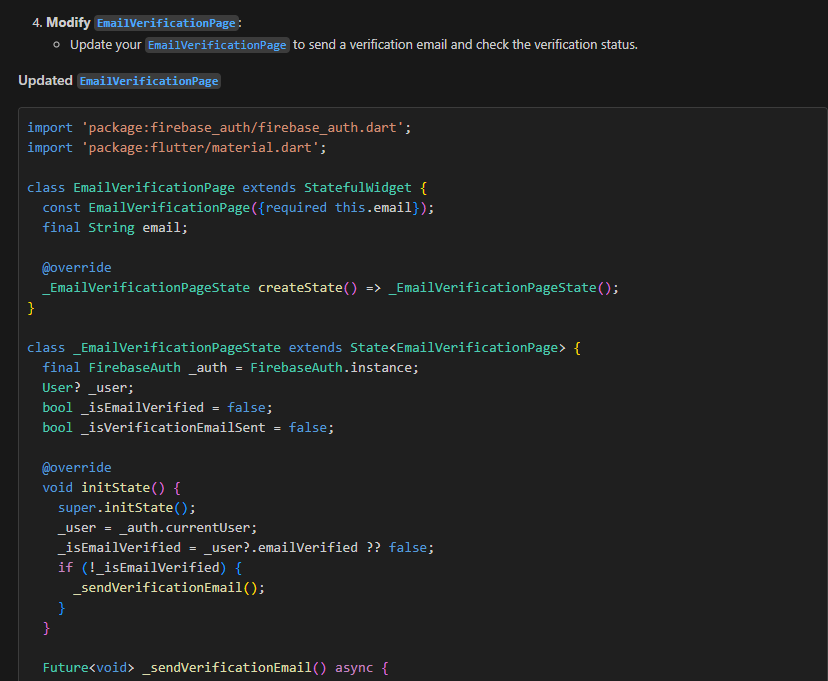 4. Modify EmailVerificationPage:
○ Update your EmailVerificationPage to send a verification email and check the verification status.
Updated EmailVerificationPage
import 'package:firebase_auth/firebase_auth.dart';
import 'package:flutter/material.dart';

class EmailVerificationPage extends StatefulWidget {
  const EmailVerificationPage({required this.email});
  final String email;

  @override
  _EmailVerificationPageState createState() => _EmailVerificationPageState();
}

class _EmailVerificationPageState extends State<EmailVerificationPage> {
  final FirebaseAuth _auth = FirebaseAuth.instance;
  User? _user;
  bool _isEmailVerified = false;
  bool _isVerificationEmailSent = false;

  @override
  void initState() {
    super.initState();
    _user = _auth.currentUser;
    _isEmailVerified = _user?.emailVerified ?? false;
    if (!_isEmailVerified) {
      _sendVerificationEmail();
    }
  }

  Future<void> _sendVerificationEmail() async {